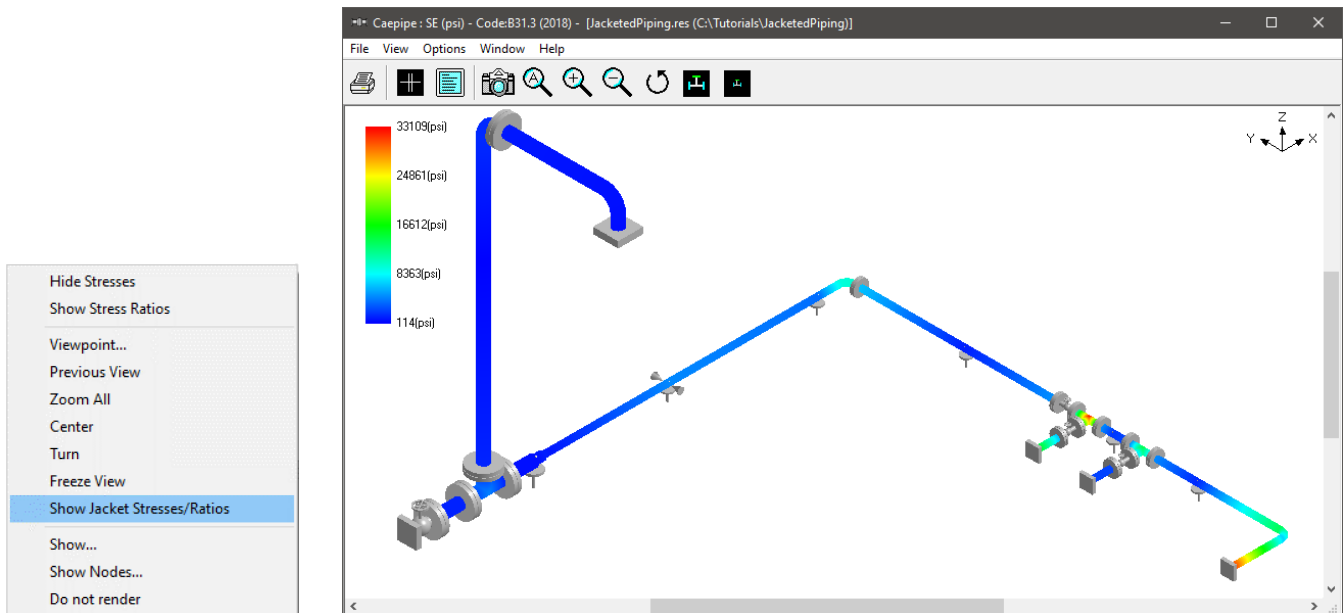 Hide Stresses
Show Stress Ratios
Viewpoint...
Previous View
Zoom All
Center
Turn
Freeze View
Show Jacket Stresses/Ratios
Show...
Show Nodes...
Do not render
Caepipe : SE (psi) - Code:B31.3 (2018) - [JacketedPiping.res (C:\Tutorials\JacketedPiping)]
File View Options Window Help
A
33109(psi)
24861(psi)
16612(psi)
8363(psi)
114(psi)
Z
Y X